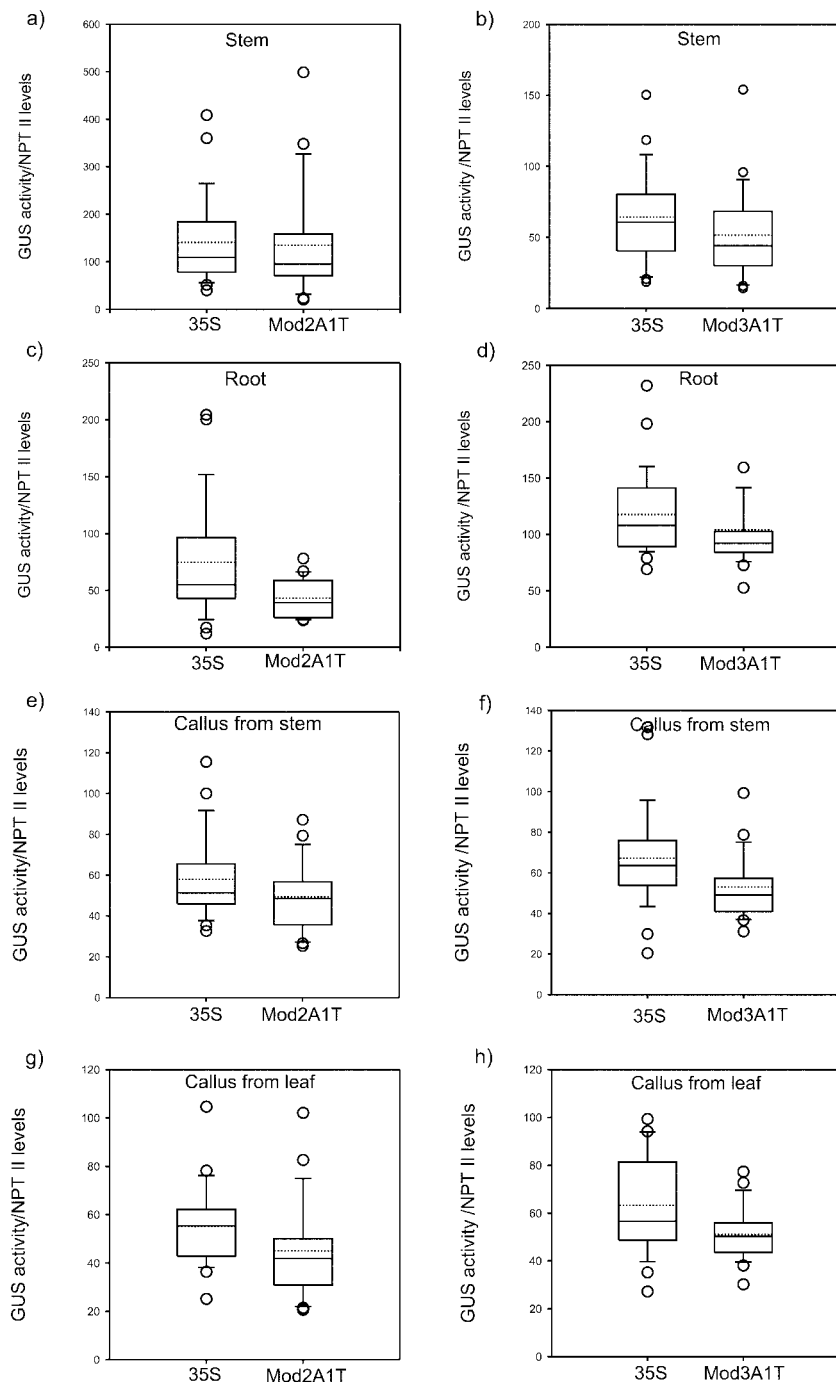 a)
Stem
GUS activity/NPT II levels
600
500
400
300
200
100
0
35S Mod2A1T
b)
Stem
GUS activity /NPT II levels
200
150
100
50
0
35S Mod3A1T
c)
Root
GUS activity/NPT II levels
250
200
150
100
50
0
35S Mod2A1T
d)
Root
GUS activity /NPT II levels
250
200
150
100
50
0
35S Mod3A1T
e)
Callus from stem
GUS activity/NPT II levels
140
120
100
80
60
40
20
0
35S Mod2A1T
f)
Callus from stem
GUS activity /NPT II levels
140
120
100
80
60
40
20
0
35S Mod3A1T
g)
Callus from leaf
GUS activity/NPT II levels
120
100
80
60
40
20
0
35S Mod2A1T
h)
Callus from leaf
GUS activity /NPT II levels
120
100
80
60
40
20
0
35S Mod3A1T